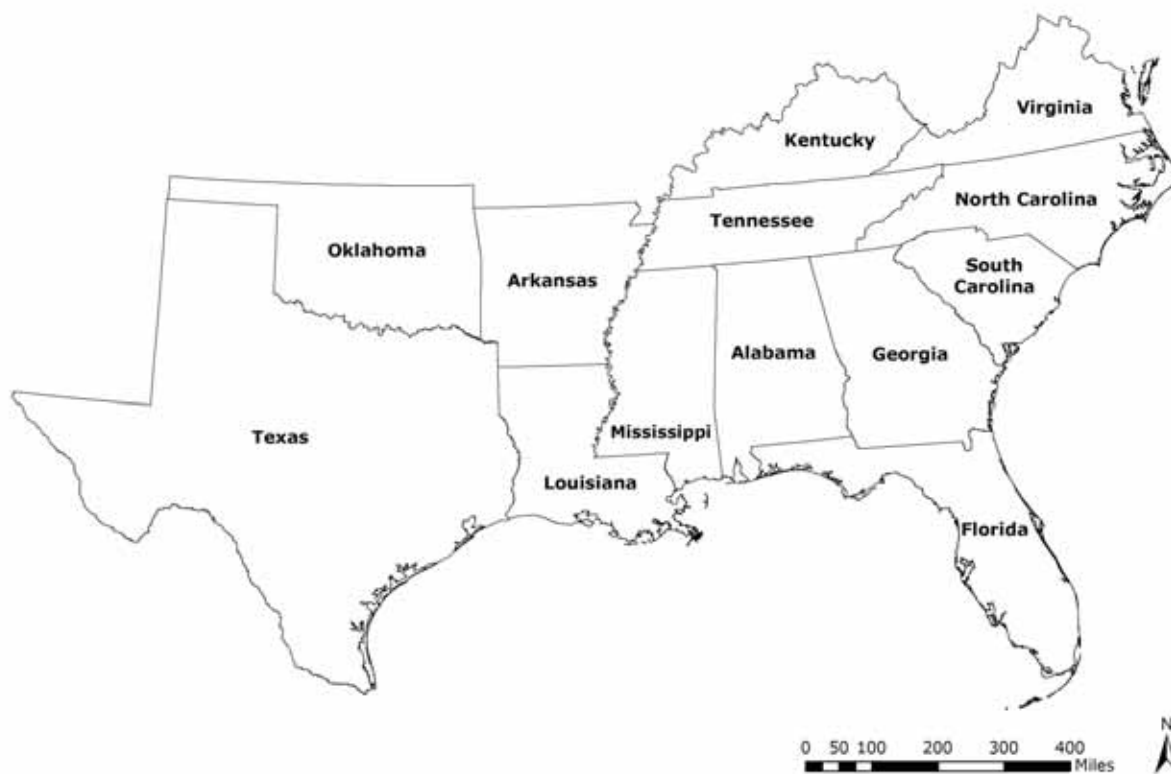 Virginia
Kentucky
North Carolina
Tennessee
Oklahoma
Arkansas
South
Carolina
Alabama
Georgia
Texas
Mississippi
Louisiana
Florida
N
0 50 100 200 300 400
Miles